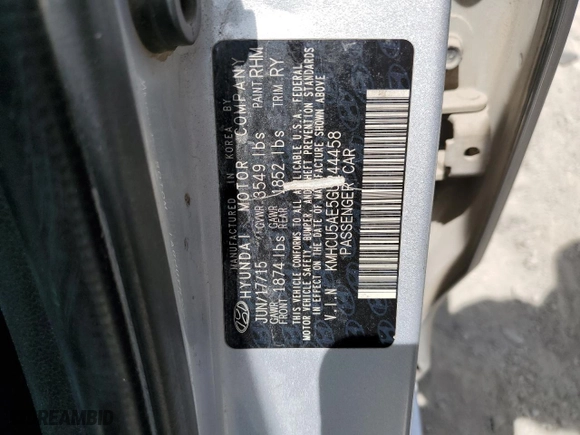 MANUFACTURED IN KOREA BY
HYUNDAI MOTOR COMPANY
JUN/17/15 GVWR 3549 lbs PAINT RHM
GAWR FRONT 1874 lbs GAWR REAR 1852 lbs TRIM RY
THIS VEHICLE CONFORMS TO ALL APPLICABLE U.S.A. FEDERAL
MOTOR VEHICLE SAFETY, BUMPER, AND THEFT PREVENTION STANDARDS
IN EFFECT ON THE DATE OF MANUFACTURE SHOWN ABOVE
V.I.N
PASSENGER CAR